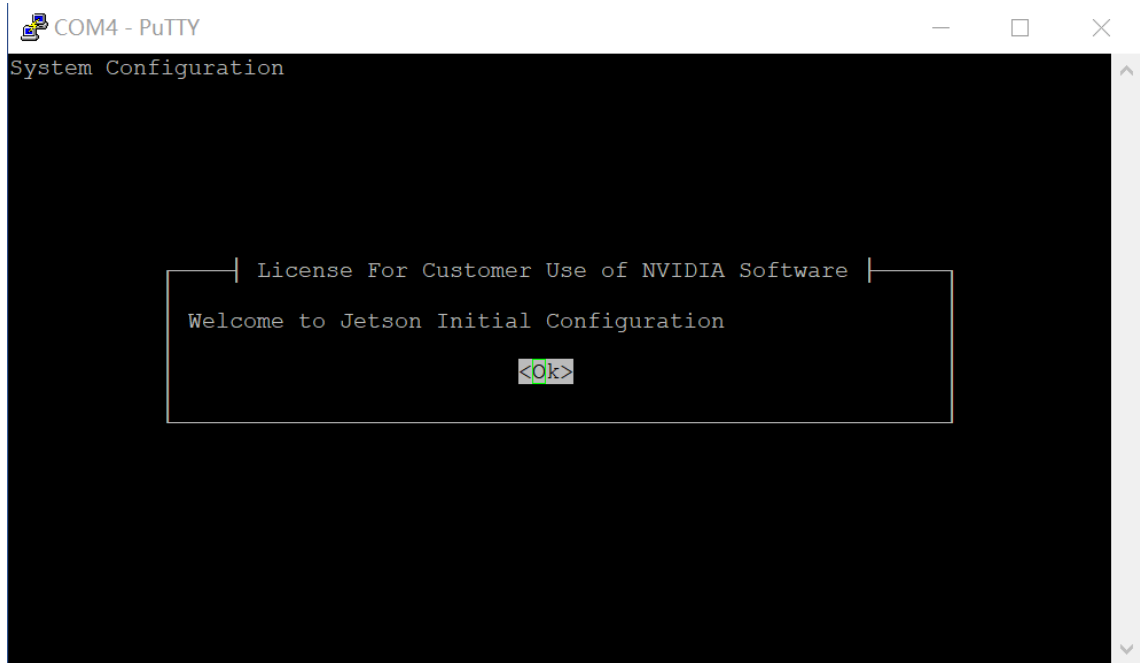 COM4 - PuTTY
System Configuration
License For Customer Use of NVIDIA Software
Welcome to Jetson Initial Configuration
<Ok>